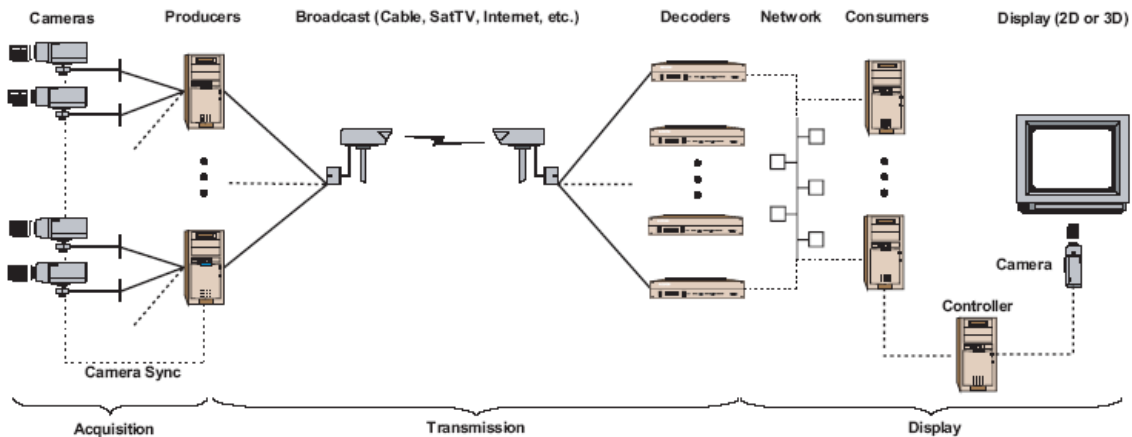 Cameras
Producers
Broadcast (Cable, SatTV, Internet, etc.)
Decoders
Network
Consumers
Display (2D or 3D)
Camera
Controller
Camera Sync
Acquisition
Transmission
Display